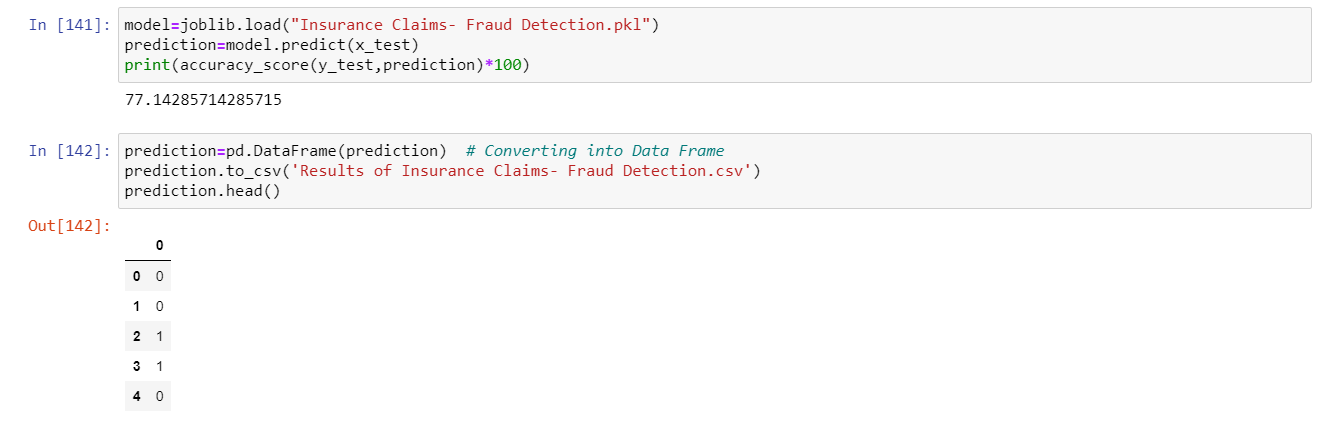 In [141]: model=joblib.load("Insurance Claims- Fraud Detection.pkl")
prediction=model.predict(x_test)
print(accuracy_score(y_test,prediction)*100)
77.14285714285715
In [142]: prediction=pd.DataFrame(prediction)  # Converting into Data Frame
prediction.to_csv('Results of Insurance Claims- Fraud Detection.csv')
prediction.head()
Out[142]:
0
0 0
1 0
2 1
3 1
4 0